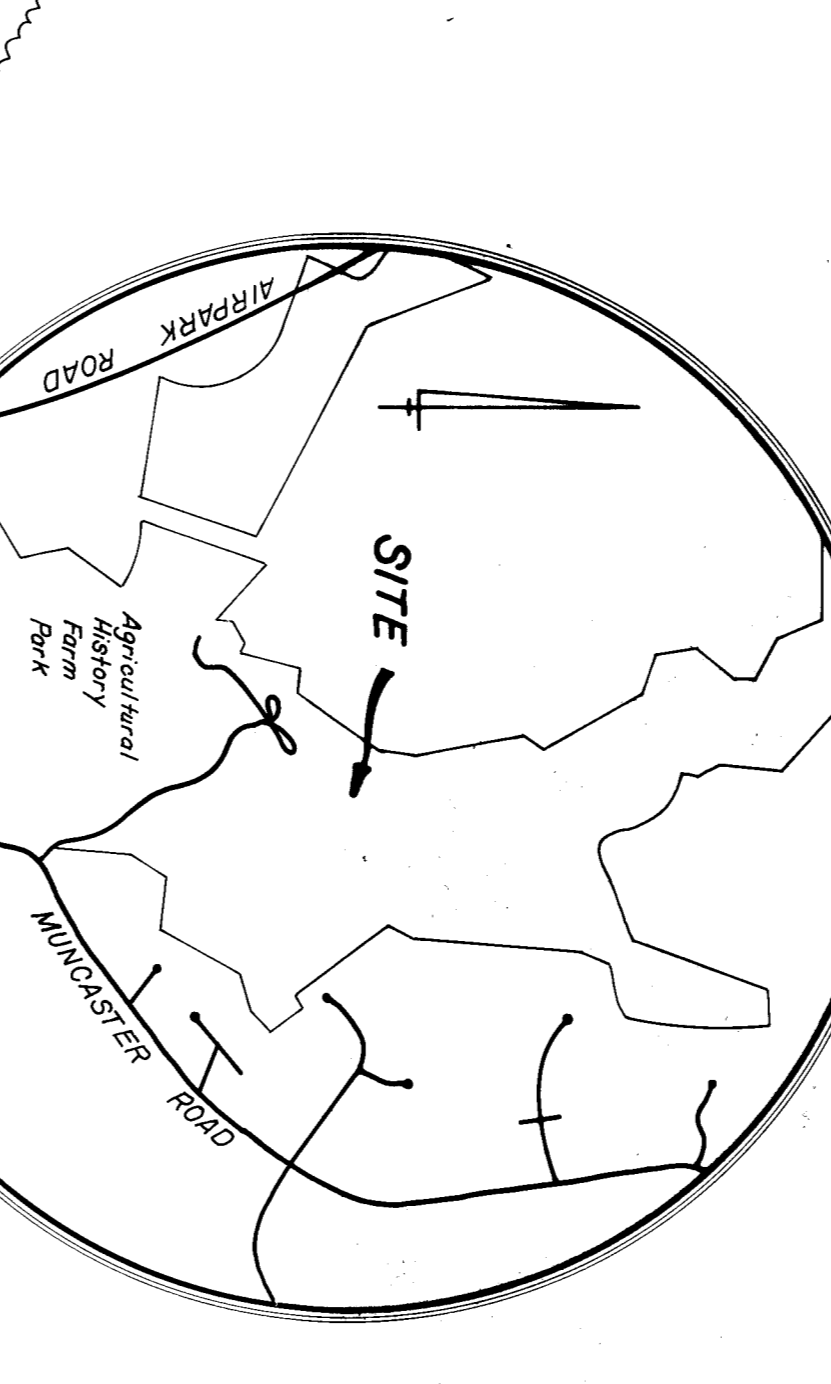 AIRPARK ROAD
SITE
Agricultural
History
Farm
Park
MUNCASTER ROAD